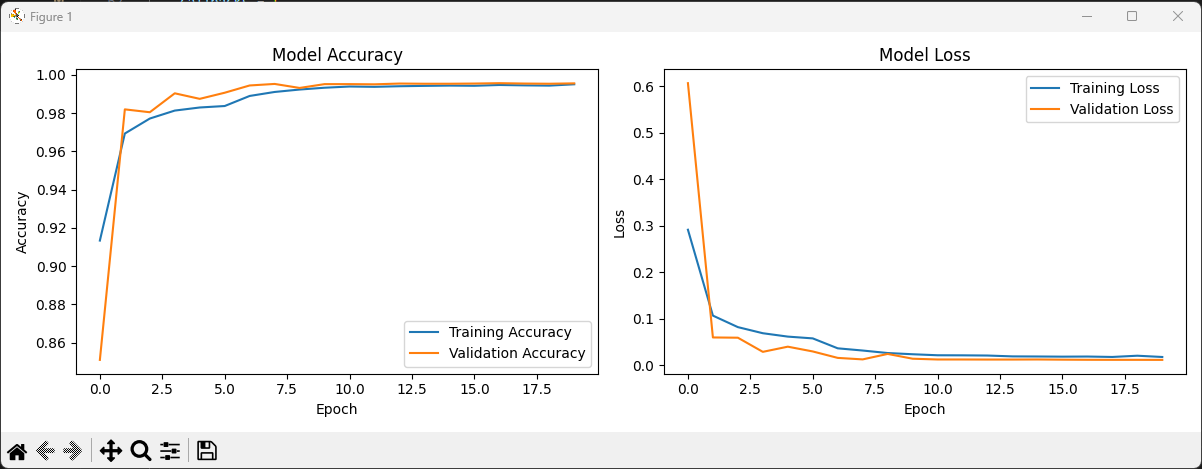 Figure 1
Model Accuracy
1.00
0.98
0.96
0.94
0.92
0.90
0.88
0.86
Accuracy
0.0 2.5 5.0 7.5 10.0 12.5 15.0 17.5
Epoch
Training Accuracy
Validation Accuracy
Model Loss
0.6
0.5
0.4
0.3
0.2
0.1
0.0
Loss
0.0 2.5 5.0 7.5 10.0 12.5 15.0 17.5
Epoch
Training Loss
Validation Loss